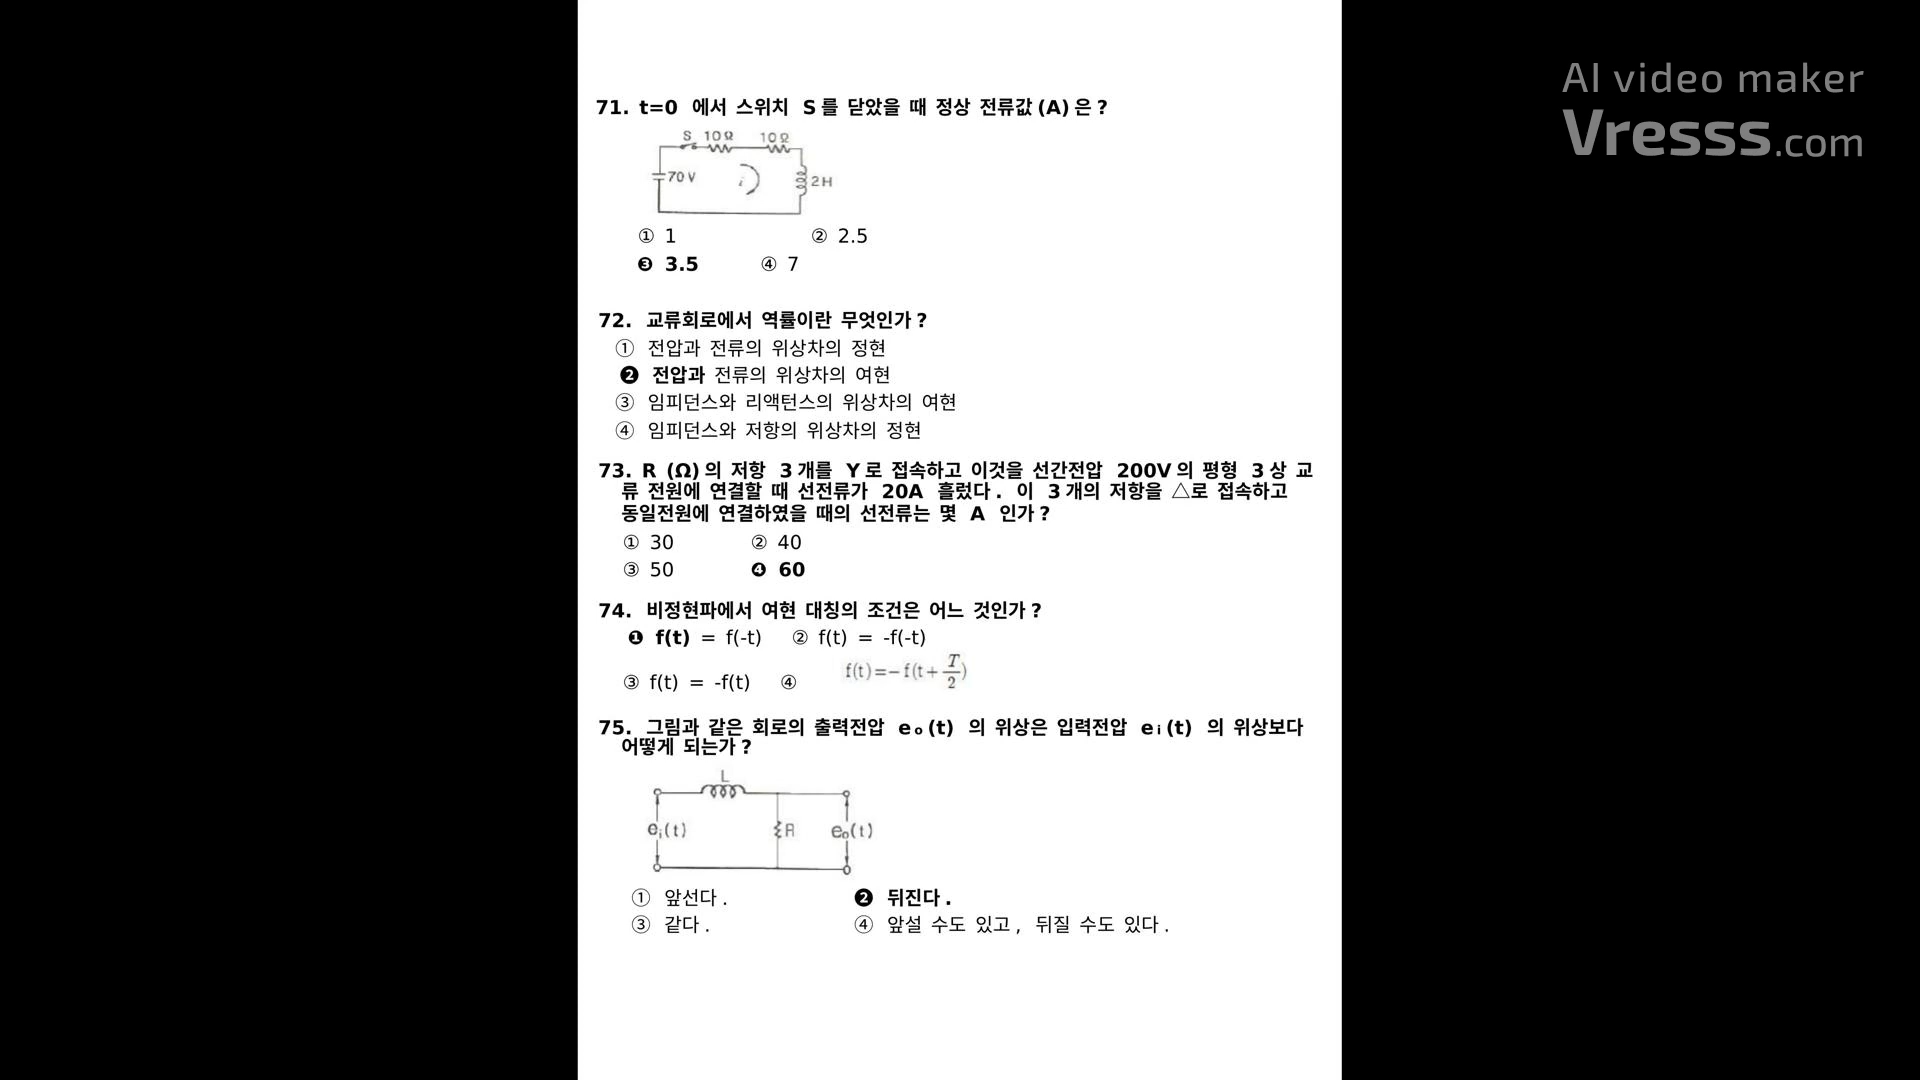 AI video maker
Vresss.com
71. t=0 에서 스위치 S를 닫았을 때 정상 전류값(A)은?
S 10Ω 10Ω
70V i 2H
① 1 ② 2.5
❸ 3.5 ④ 7
72. 교류회로에서 역률이란 무엇인가?
① 전압과 전류의 위상차의 정현
❷ 전압과 전류의 위상차의 여현
③ 임피던스와 리액턴스의 위상차의 여현
④ 임피던스와 저항의 위상차의 정현
73. R (Ω)의 저항 3개를 Y로 접속하고 이것을 선간전압 200V의 평형 3상 교
류 전원에 연결할 때 선전류가 20A 흘렀다. 이 3개의 저항을 △로 접속하고
동일전원에 연결하였을 때의 선전류는 몇 A 인가?
① 30 ② 40
③ 50 ❹ 60
74. 비정현파에서 여현 대칭의 조건은 어느 것인가?
❶ f(t) = f(-t) ② f(t) = -f(-t)
③ f(t) = -f(t) ④ f(t)=-f(t+T/2)
75. 그림과 같은 회로의 출력전압 eₒ(t) 의 위상은 입력전압 eᵢ(t) 의 위상보다
어떻게 되는가?
L
eᵢ(t) R eₒ(t)
① 앞선다. ❷ 뒤진다.
③ 같다. ④ 앞설 수도 있고, 뒤질 수도 있다.